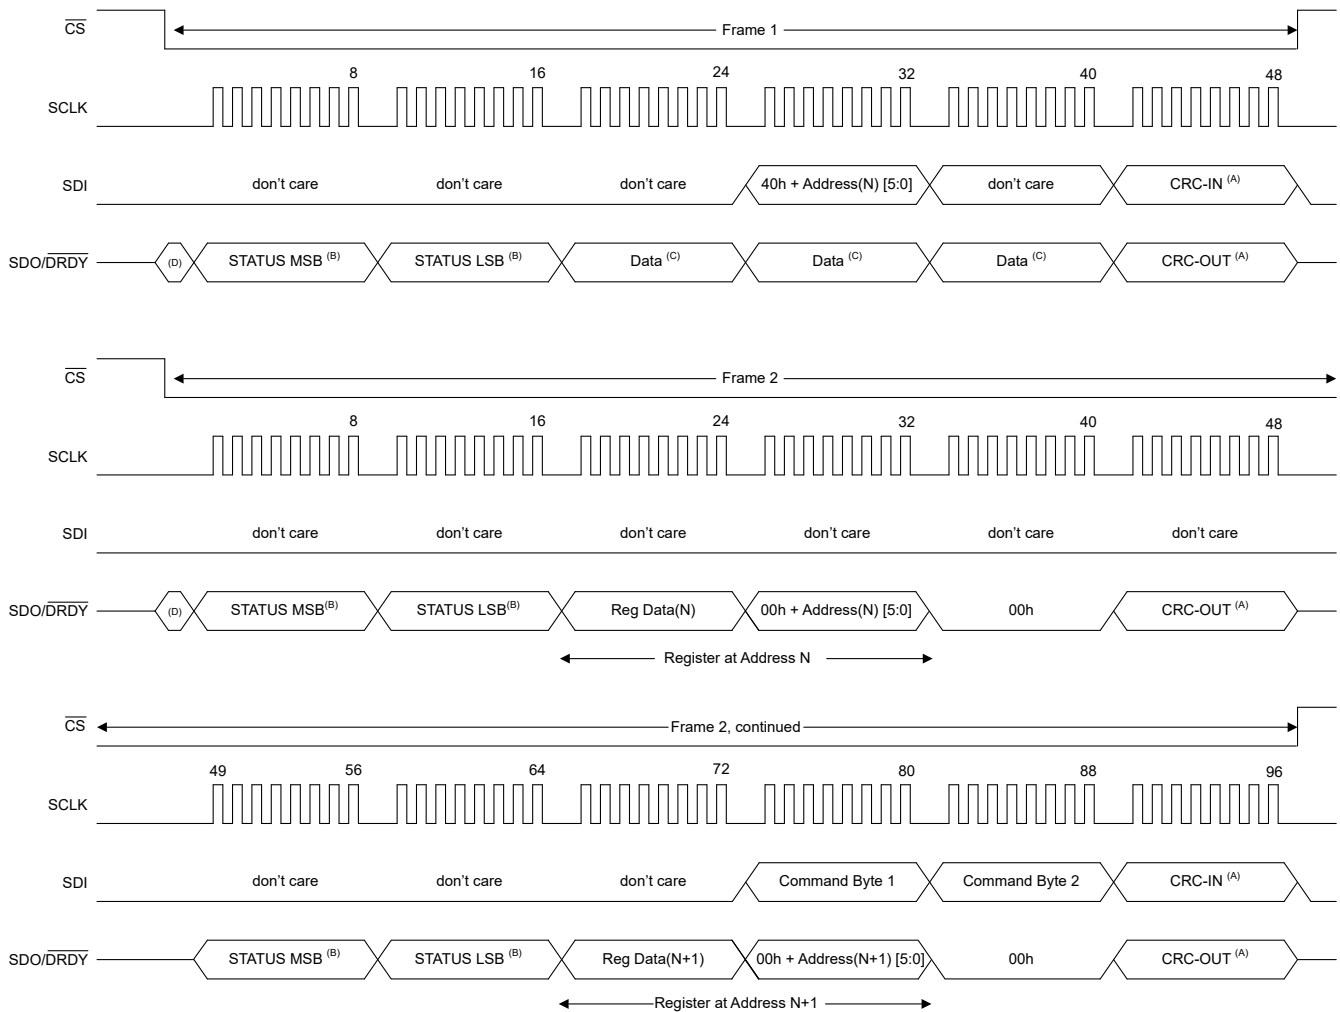 CS Frame 1
8 16 24 32 40 48
SCLK
SDI don't care don't care don't care 40h + Address(N) [5:0] don't care CRC-IN (A)
SDO/DRDY (D) STATUS MSB (B) STATUS LSB (B) Data (C) Data (C) Data (C) CRC-OUT (A)
CS Frame 2
8 16 24 32 40 48
SCLK
SDI don't care don't care don't care don't care don't care don't care
SDO/DRDY (D) STATUS MSB(B) STATUS LSB(B) Reg Data(N) 00h + Address(N) [5:0] 00h CRC-OUT (A)
Register at Address N
CS Frame 2, continued
49 56 64 72 80 88 96
SCLK
SDI don't care don't care don't care Command Byte 1 Command Byte 2 CRC-IN (A)
SDO/DRDY STATUS MSB (B) STATUS LSB (B) Reg Data(N+1) 00h + Address(N+1) [5:0] 00h CRC-OUT (A)
Register at Address N+1